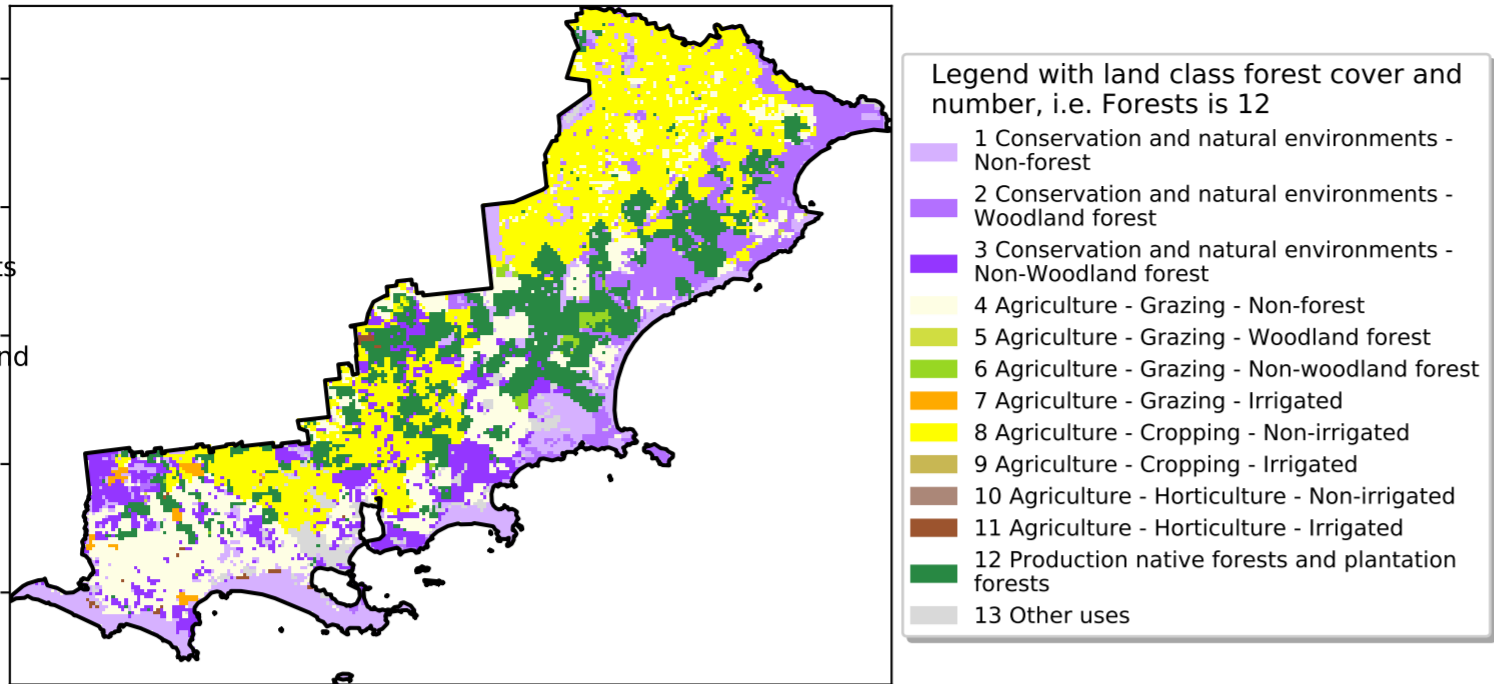 ts
nd
Legend with land class forest cover and
number, i.e. Forests is 12
1 Conservation and natural environments -
Non-forest
2 Conservation and natural environments -
Woodland forest
3 Conservation and natural environments -
Non-Woodland forest
4 Agriculture - Grazing - Non-forest
5 Agriculture - Grazing - Woodland forest
6 Agriculture - Grazing - Non-woodland forest
7 Agriculture - Grazing - Irrigated
8 Agriculture - Cropping - Non-irrigated
9 Agriculture - Cropping - Irrigated
10 Agriculture - Horticulture - Non-irrigated
11 Agriculture - Horticulture - Irrigated
12 Production native forests and plantation
forests
13 Other uses